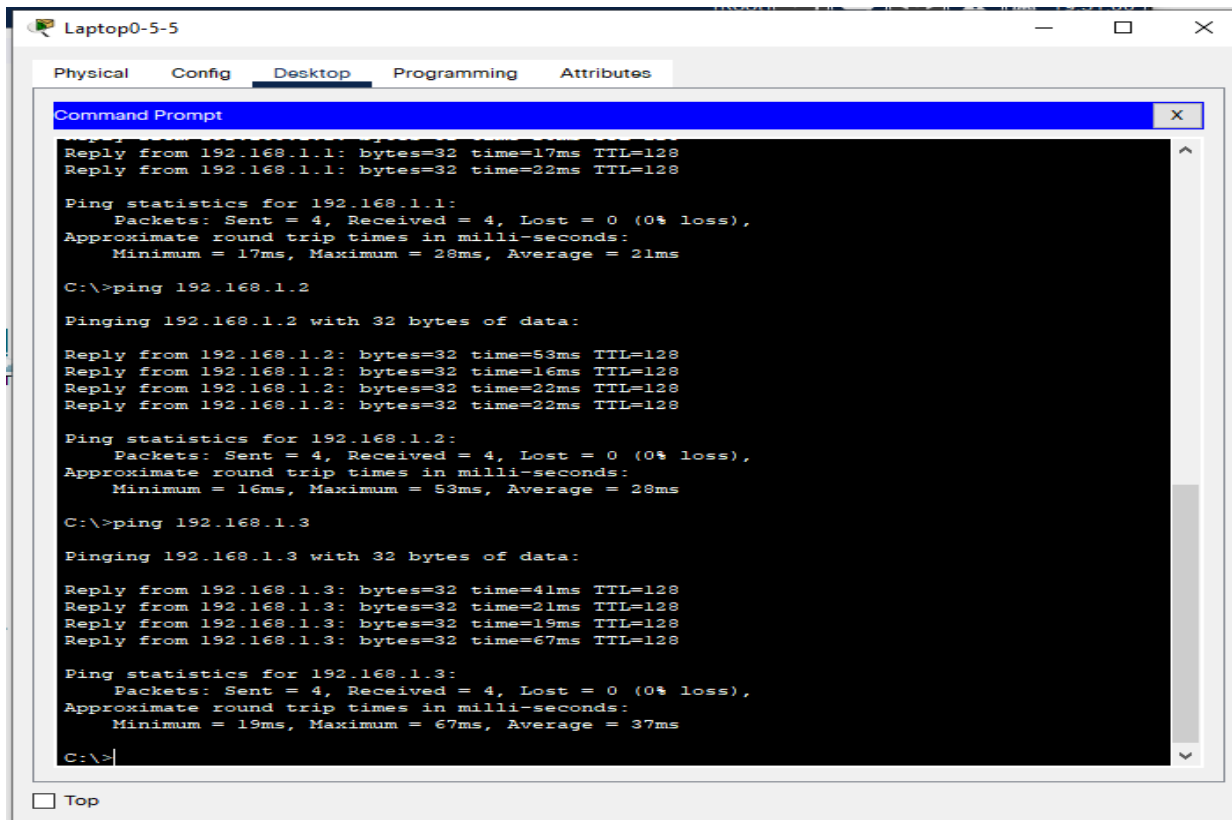 Laptop0-5-5
Physical Config Desktop Programming Attributes
Command Prompt
X
Reply from 192.168.1.1: bytes=32 time=17ms TTL=128
Reply from 192.168.1.1: bytes=32 time=22ms TTL=128
Ping statistics for 192.168.1.1:
Packets: Sent = 4, Received = 4, Lost = 0 (0% loss),
Approximate round trip times in milli-seconds:
Minimum = 17ms, Maximum = 28ms, Average = 21ms
C:\>ping 192.168.1.2
Pinging 192.168.1.2 with 32 bytes of data:
Reply from 192.168.1.2: bytes=32 time=53ms TTL=128
Reply from 192.168.1.2: bytes=32 time=16ms TTL=128
Reply from 192.168.1.2: bytes=32 time=22ms TTL=128
Reply from 192.168.1.2: bytes=32 time=22ms TTL=128
Ping statistics for 192.168.1.2:
Packets: Sent = 4, Received = 4, Lost = 0 (0% loss),
Approximate round trip times in milli-seconds:
Minimum = 16ms, Maximum = 53ms, Average = 28ms
C:\>ping 192.168.1.3
Pinging 192.168.1.3 with 32 bytes of data:
Reply from 192.168.1.3: bytes=32 time=41ms TTL=128
Reply from 192.168.1.3: bytes=32 time=21ms TTL=128
Reply from 192.168.1.3: bytes=32 time=19ms TTL=128
Reply from 192.168.1.3: bytes=32 time=67ms TTL=128
Ping statistics for 192.168.1.3:
Packets: Sent = 4, Received = 4, Lost = 0 (0% loss),
Approximate round trip times in milli-seconds:
Minimum = 19ms, Maximum = 67ms, Average = 37ms
C:\>
Top